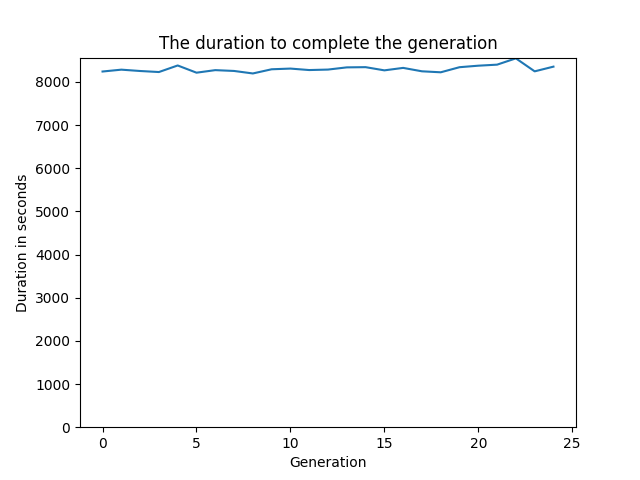 The duration to complete the generation
Duration in seconds
8000
7000
6000
5000
4000
3000
2000
1000
0
0 5 10 15 20 25
Generation